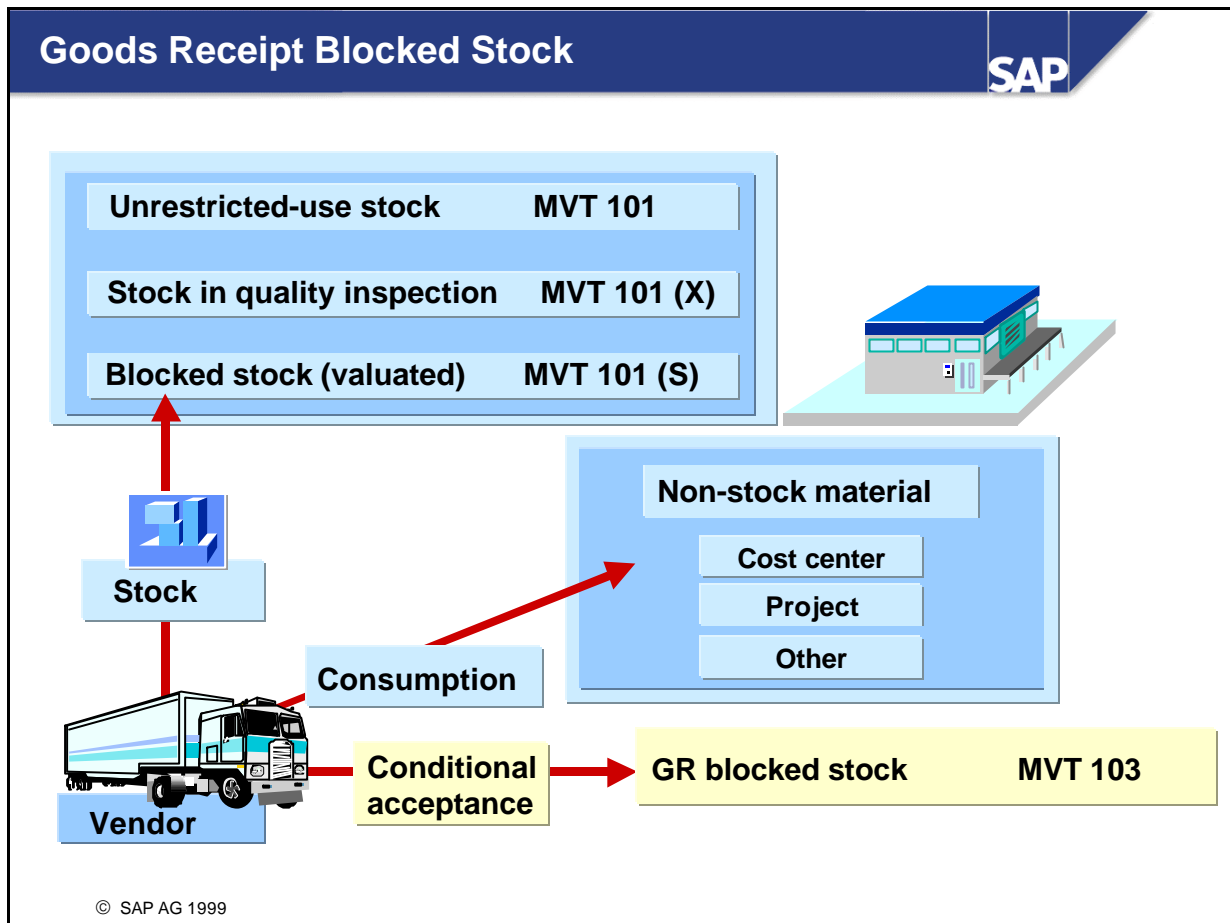 Goods Receipt Blocked Stock
SAP
Unrestricted-use stock MVT 101
Stock in quality inspection MVT 101 (X)
Blocked stock (valuated) MVT 101 (S)
Non-stock material
Cost center
Project
Other
Stock
Consumption
Conditional
acceptance
GR blocked stock MVT 103
Vendor
© SAP AG 1999